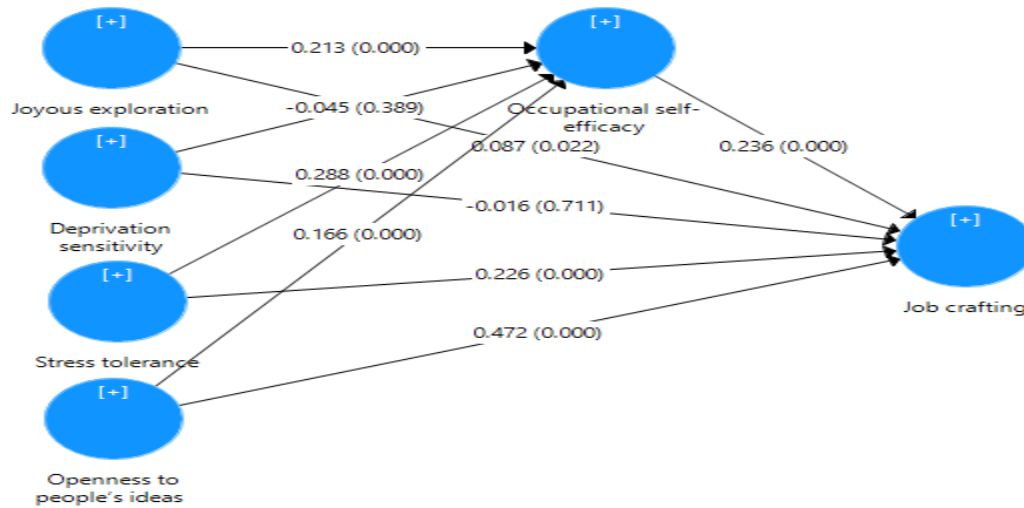 [+]
[+]
0.213 (0.000)
Joyous exploration
-0.045 (0.389)
Occupational self-
efficacy
[+]
0.087 (0.022)
0.236 (0.000)
0.288 (0.000)
-0.016 (0.711)
[+]
Deprivation
sensitivity
0.166 (0.000)
[+]
0.226 (0.000)
Job crafting
0.472 (0.000)
Stress tolerance
[+]
Openness to
people’s ideas